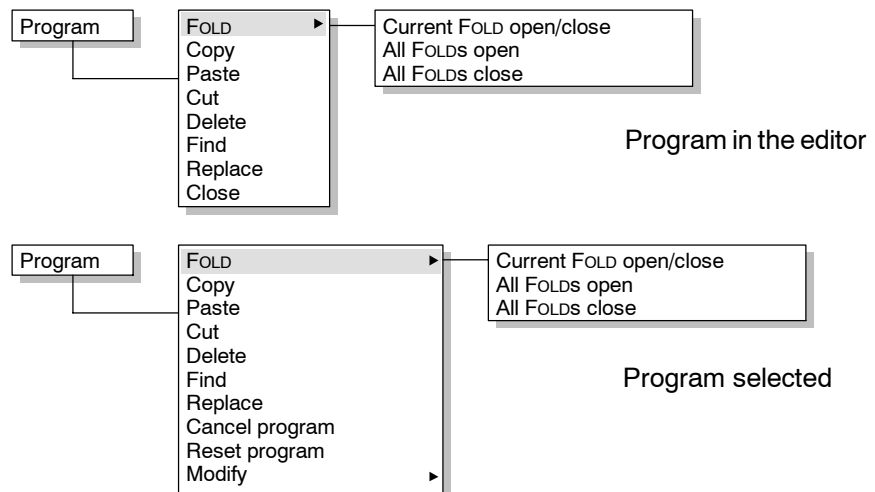 Program
FOLD ▶
Copy
Paste
Cut
Delete
Find
Replace
Close
Current FOLD open/close
All FOLDs open
All FOLDs close
Program in the editor
Program
FOLD ▶
Copy
Paste
Cut
Delete
Find
Replace
Cancel program
Reset program
Modify ▶
Current FOLD open/close
All FOLDs open
All FOLDs close
Program selected